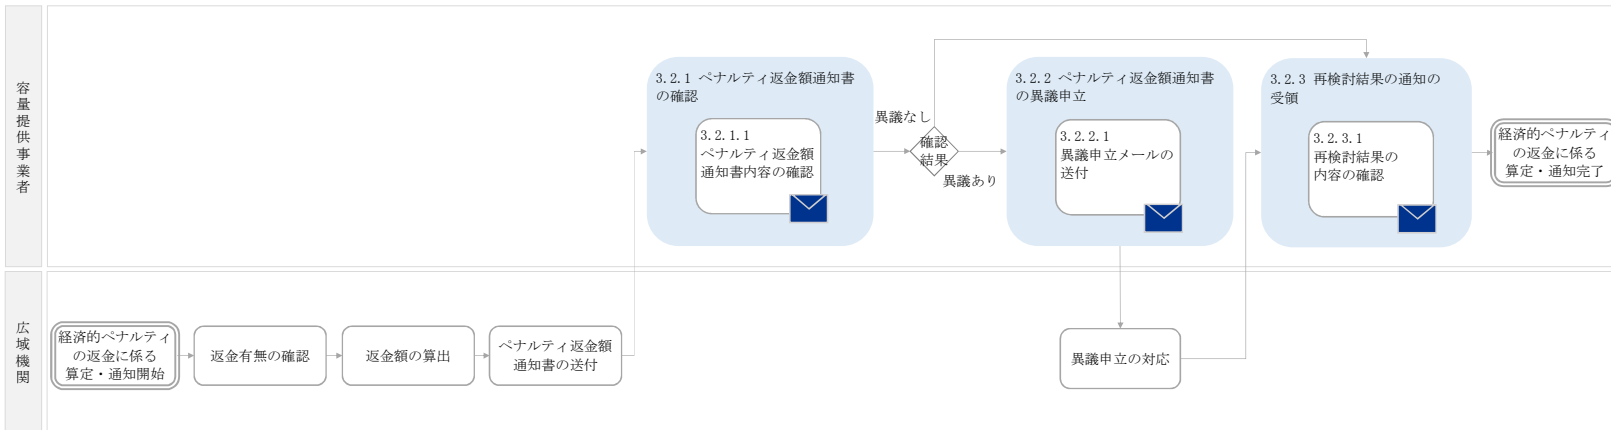 容量提供事業者
3.2.1 ペナルティ返金額通知書
の確認
3.2.1.1
ペナルティ返金額
通知書内容の確認
異議なし
確認
結果
異議あり
3.2.2 ペナルティ返金額通知書
の異議申立
3.2.2.1
異議申立メールの
送付
3.2.3 再検討結果の通知の
受領
3.2.3.1
再検討結果の
内容の確認
経済的ペナルティ
の返金に係る
算定・通知完了
広域機関
経済的ペナルティ
の返金に係る
算定・通知開始
返金有無の確認
返金額の算出
ペナルティ返金額
通知書の送付
異議申立の対応